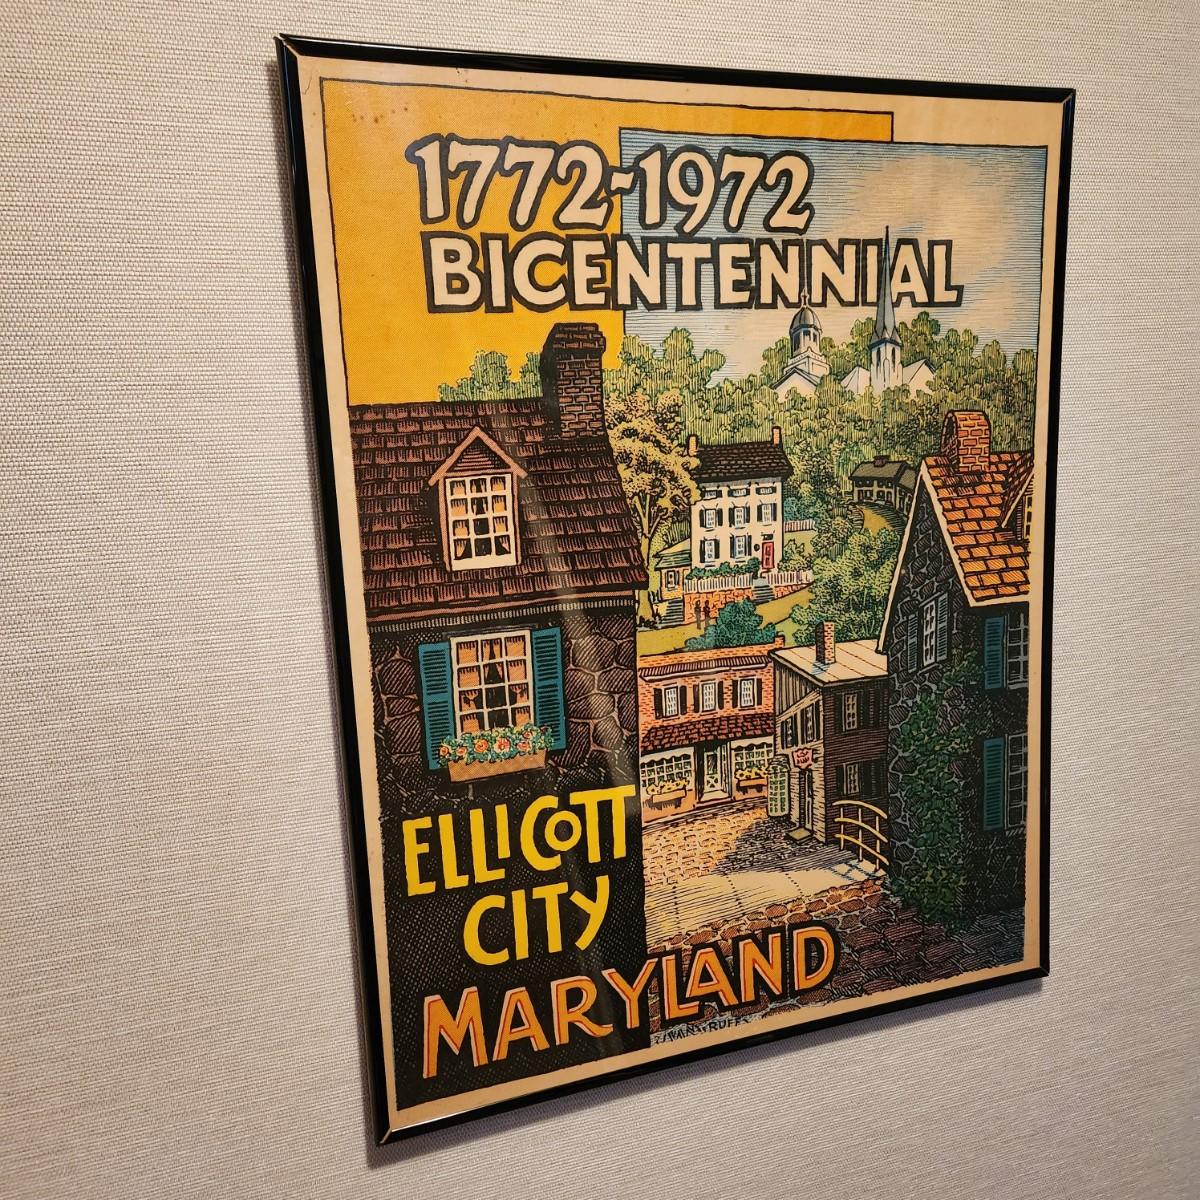 1772-1972
BICENTENNIAL
ELLICOTT
CITY
MARYLAND